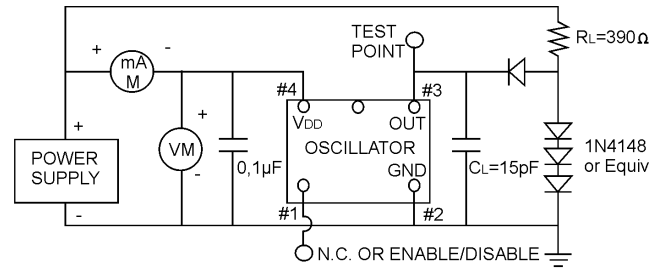 TEST
POINT
RL=390Ω
+
-
mA
M
#4
#3
+
VDD
OUT
+
VM
-
0,1µF
OSCILLATOR
CL=15pF
1N4148
or Equiv
POWER
SUPPLY
GND
-
#1
#2
N.C. OR ENABLE/DISABLE